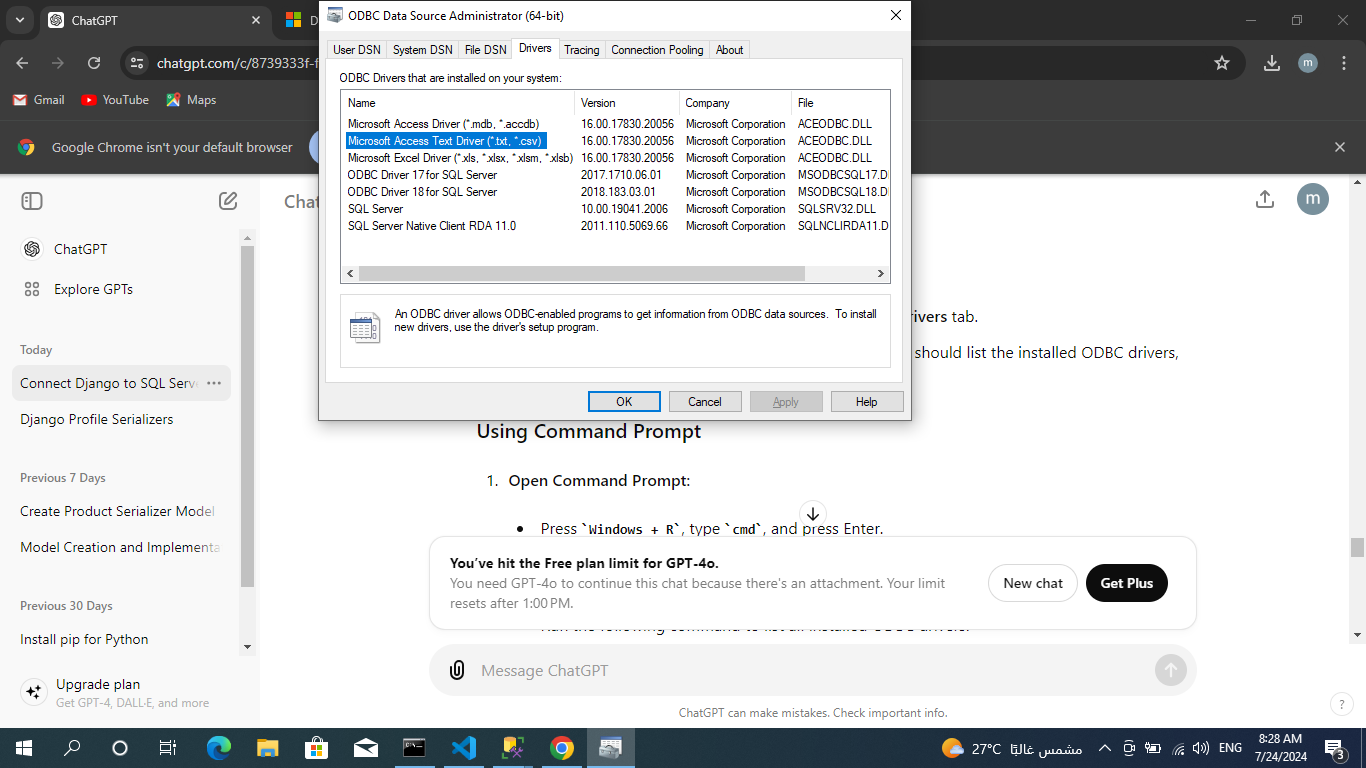 ChatGPT
ODBC Data Source Administrator (64-bit)
chatgpt.com/c/8739333f-f
m
Gmail
YouTube
Maps
Google Chrome isn't your default browser
User DSN
System DSN
File DSN
Drivers
Tracing
Connection Pooling
About
ODBC Drivers that are installed on your system:
Name Version Company File
Microsoft Access Driver (*.mdb, *.accdb) 16.00.17830.20056 Microsoft Corporation ACEODBC.DLL
Microsoft Access Text Driver (*.txt, *.csv) 16.00.17830.20056 Microsoft Corporation ACEODBC.DLL
Microsoft Excel Driver (*.xls, *.xlsx, *.xlsm, *.xlsb) 16.00.17830.20056 Microsoft Corporation ACEODBC.DLL
ODBC Driver 17 for SQL Server 2017.1710.06.01 Microsoft Corporation MSODBCSQL17.D
ODBC Driver 18 for SQL Server 2018.183.03.01 Microsoft Corporation MSODBCSQL18.D
SQL Server 10.00.19041.2006 Microsoft Corporation SQLSRV32.DLL
SQL Server Native Client RDA 11.0 2011.110.5069.66 Microsoft Corporation SQLNCLIRDA11.D
An ODBC driver allows ODBC-enabled programs to get information from ODBC data sources. To install
new drivers, use the driver's setup program.
OK
Cancel
Apply
Help
ChatGPT
Explore GPTs
Today
Connect Django to SQL Serve
Django Profile Serializers
Previous 7 Days
Create Product Serializer Model
Model Creation and Implementa
Previous 30 Days
Install pip for Python
Upgrade plan
Get GPT-4, DALL·E, and more
Chat
m
rivers tab.
should list the installed ODBC drivers,
Using Command Prompt
1. Open Command Prompt:
• Press `Windows + R`, type `cmd`, and press Enter.
You've hit the Free plan limit for GPT-4o.
You need GPT-4o to continue this chat because there's an attachment. Your limit
resets after 1:00 PM.
New chat
Get Plus
Message ChatGPT
ChatGPT can make mistakes. Check important info.
?
27°C مشمس غالبًا
ENG
8:28 AM
7/24/2024
3